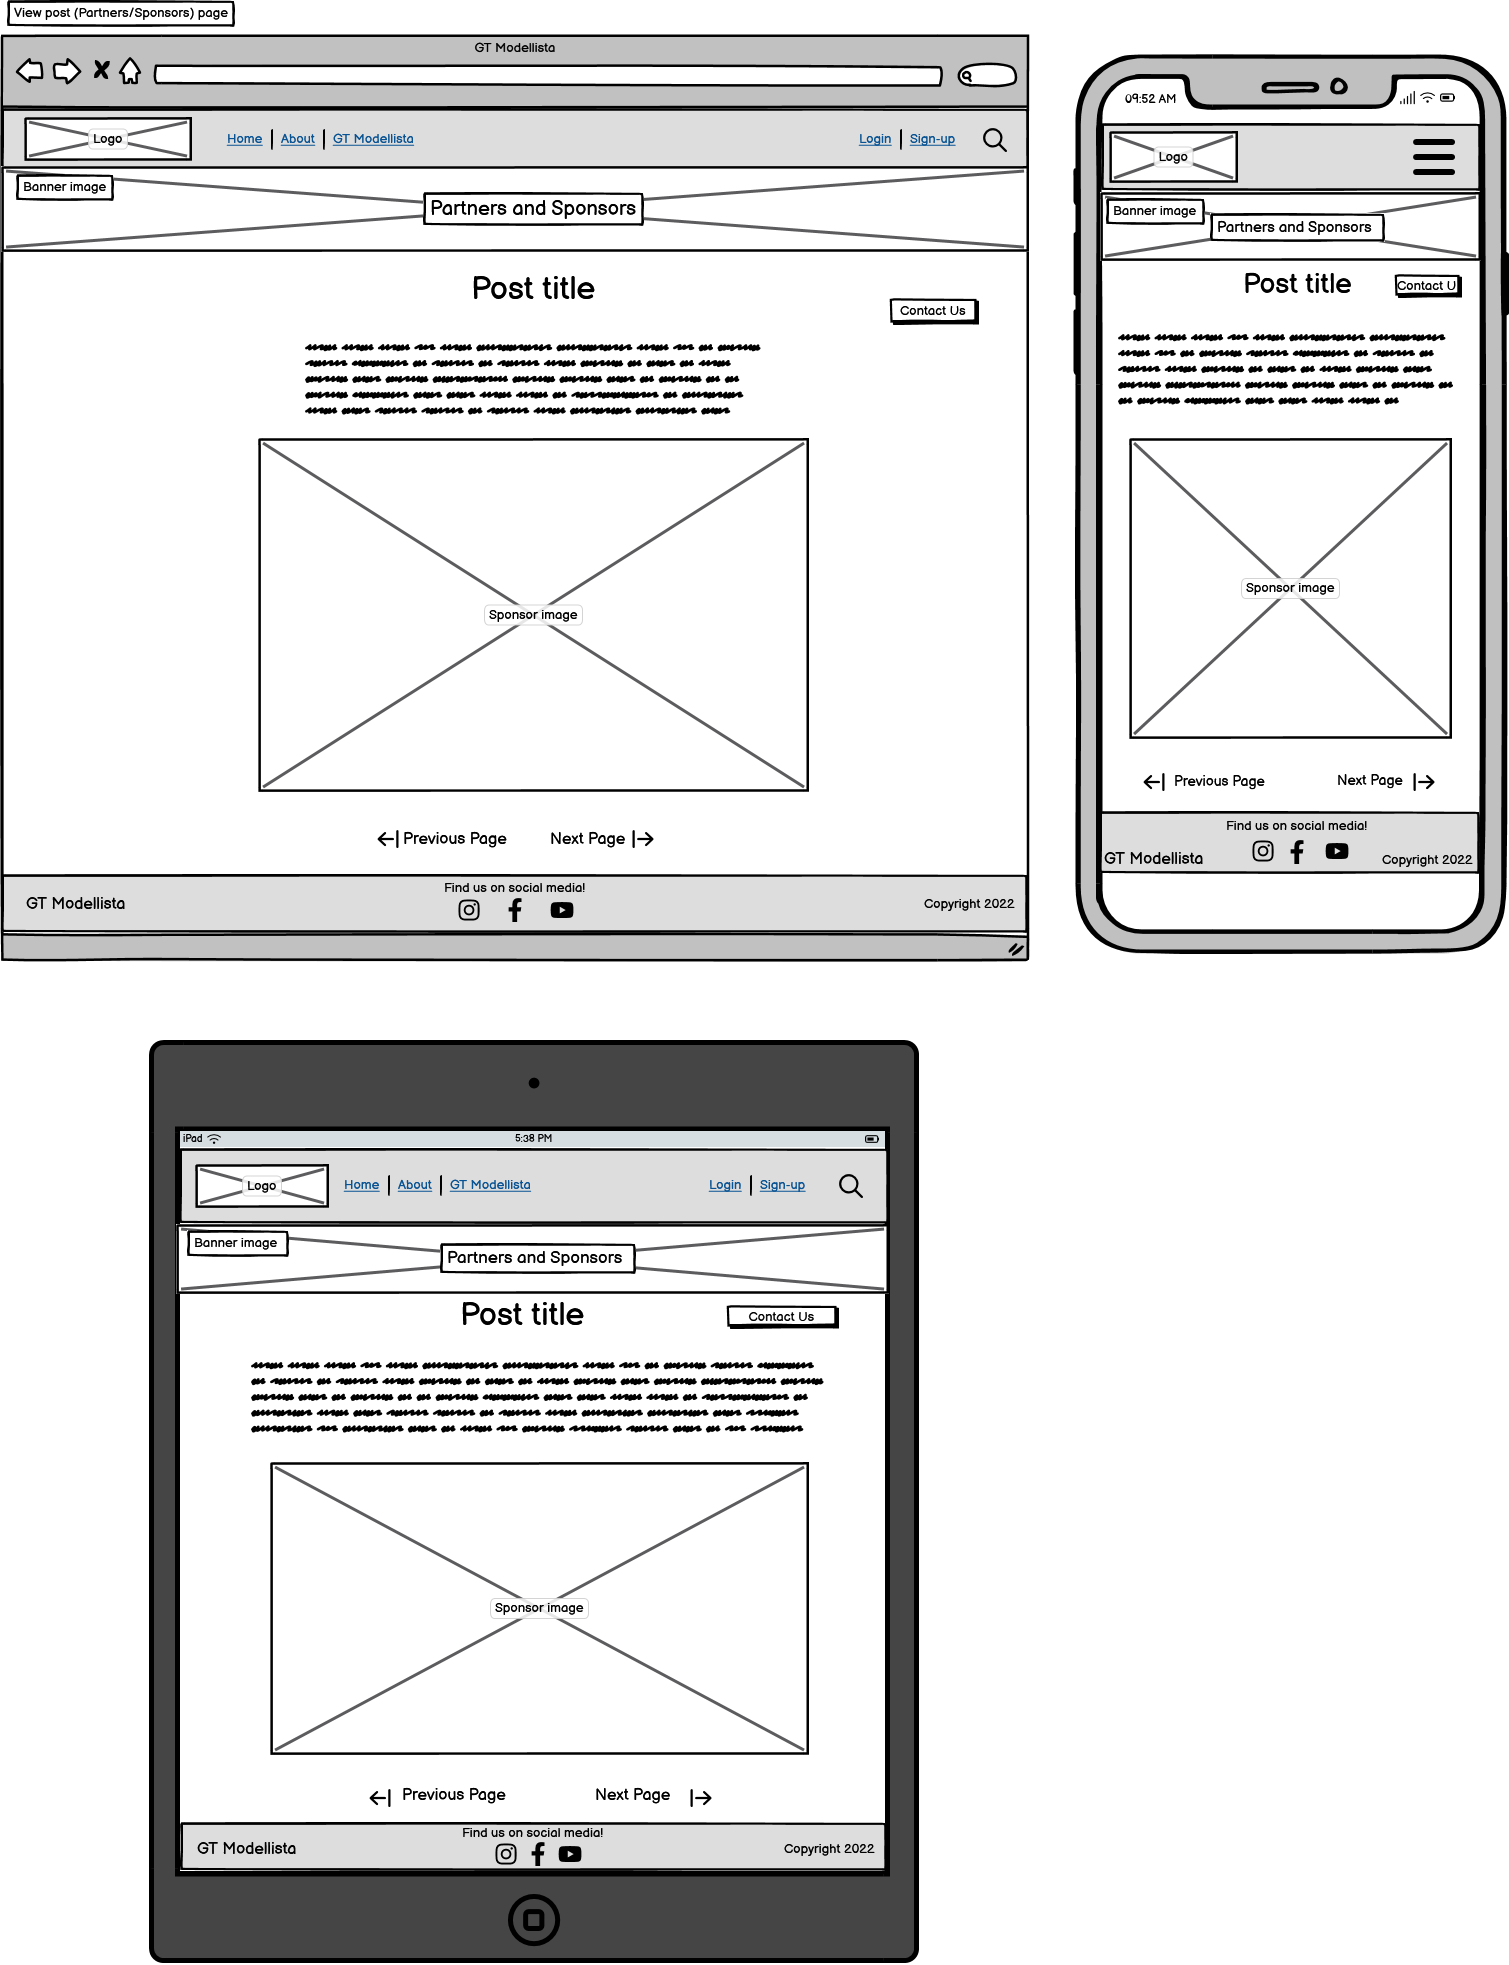 View post (Partners/Sponsors) page
GT Modellista
Logo
Home About GT Modellista Login Sign-up
Banner image
Partners and Sponsors
Post title
Contact Us
Sponsor image
Previous Page Next Page
Find us on social media!
GT Modellista
Copyright 2022
09:52 AM
Logo
Banner image
Partners and Sponsors
Post title
Contact U
Sponsor image
Previous Page Next Page
Find us on social media!
GT Modellista
Copyright 2022
iPad 5:38 PM
Logo
Home About GT Modellista Login Sign-up
Banner image
Partners and Sponsors
Post title
Contact Us
Sponsor image
Previous Page Next Page
Find us on social media!
GT Modellista
Copyright 2022